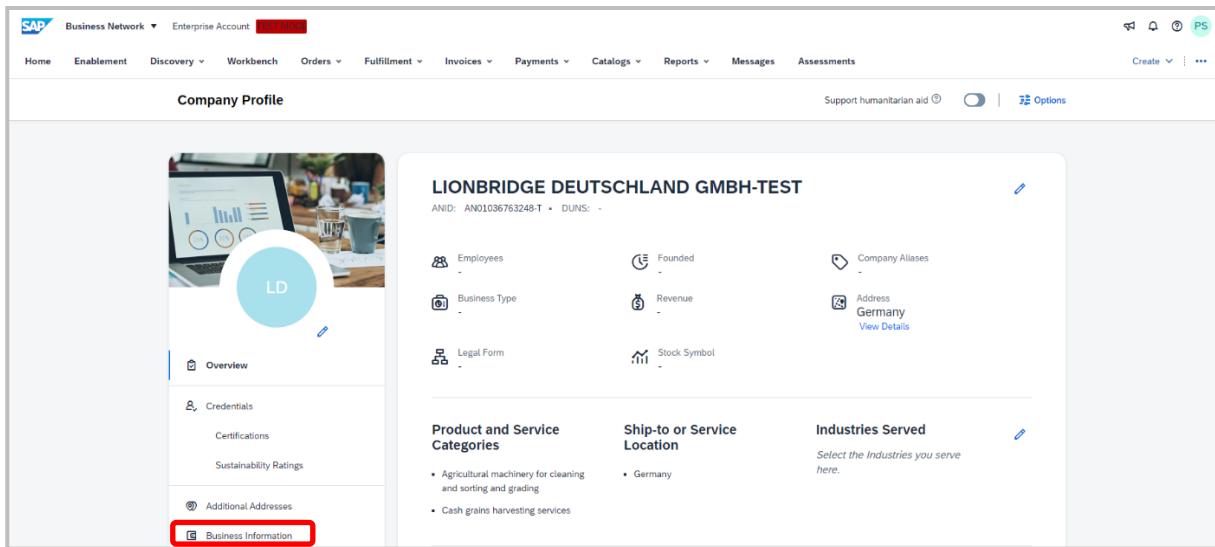 SAP Business Network Enterprise Account TEST MODE PS
Home Enablement Discovery Workbench Orders Fulfillment Invoices Payments Catalogs Reports Messages Assessments Create
Company Profile Support humanitarian aid Options
LIONBRIDGE DEUTSCHLAND GMBH-TEST
ANID: AN01036763248-T • DUNS: -
Employees
-
Founded
-
Company Aliases
-
Business Type
-
Revenue
-
Address
Germany
View Details
Legal Form
-
Stock Symbol
-
LD
Overview
Credentials
Certifications
Sustainability Ratings
Additional Addresses
Business Information
Product and Service
Categories
• Agricultural machinery for cleaning
and sorting and grading
• Cash grains harvesting services
Ship-to or Service
Location
• Germany
Industries Served
Select the Industries you serve
here.